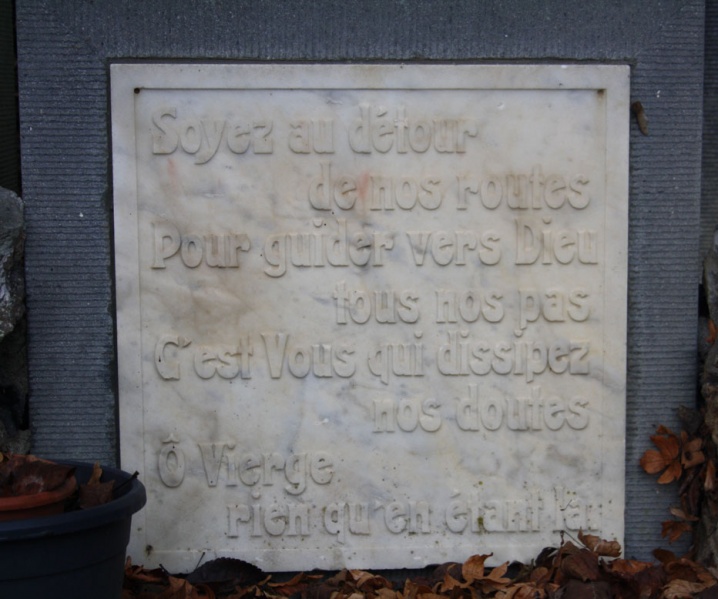 Soyez au détour
de nos routes
Pour guider vers Dieu
tous nos pas
C'est Vous qui dissipez
nos doutes
Ô Vierge
rien qu'en étant là